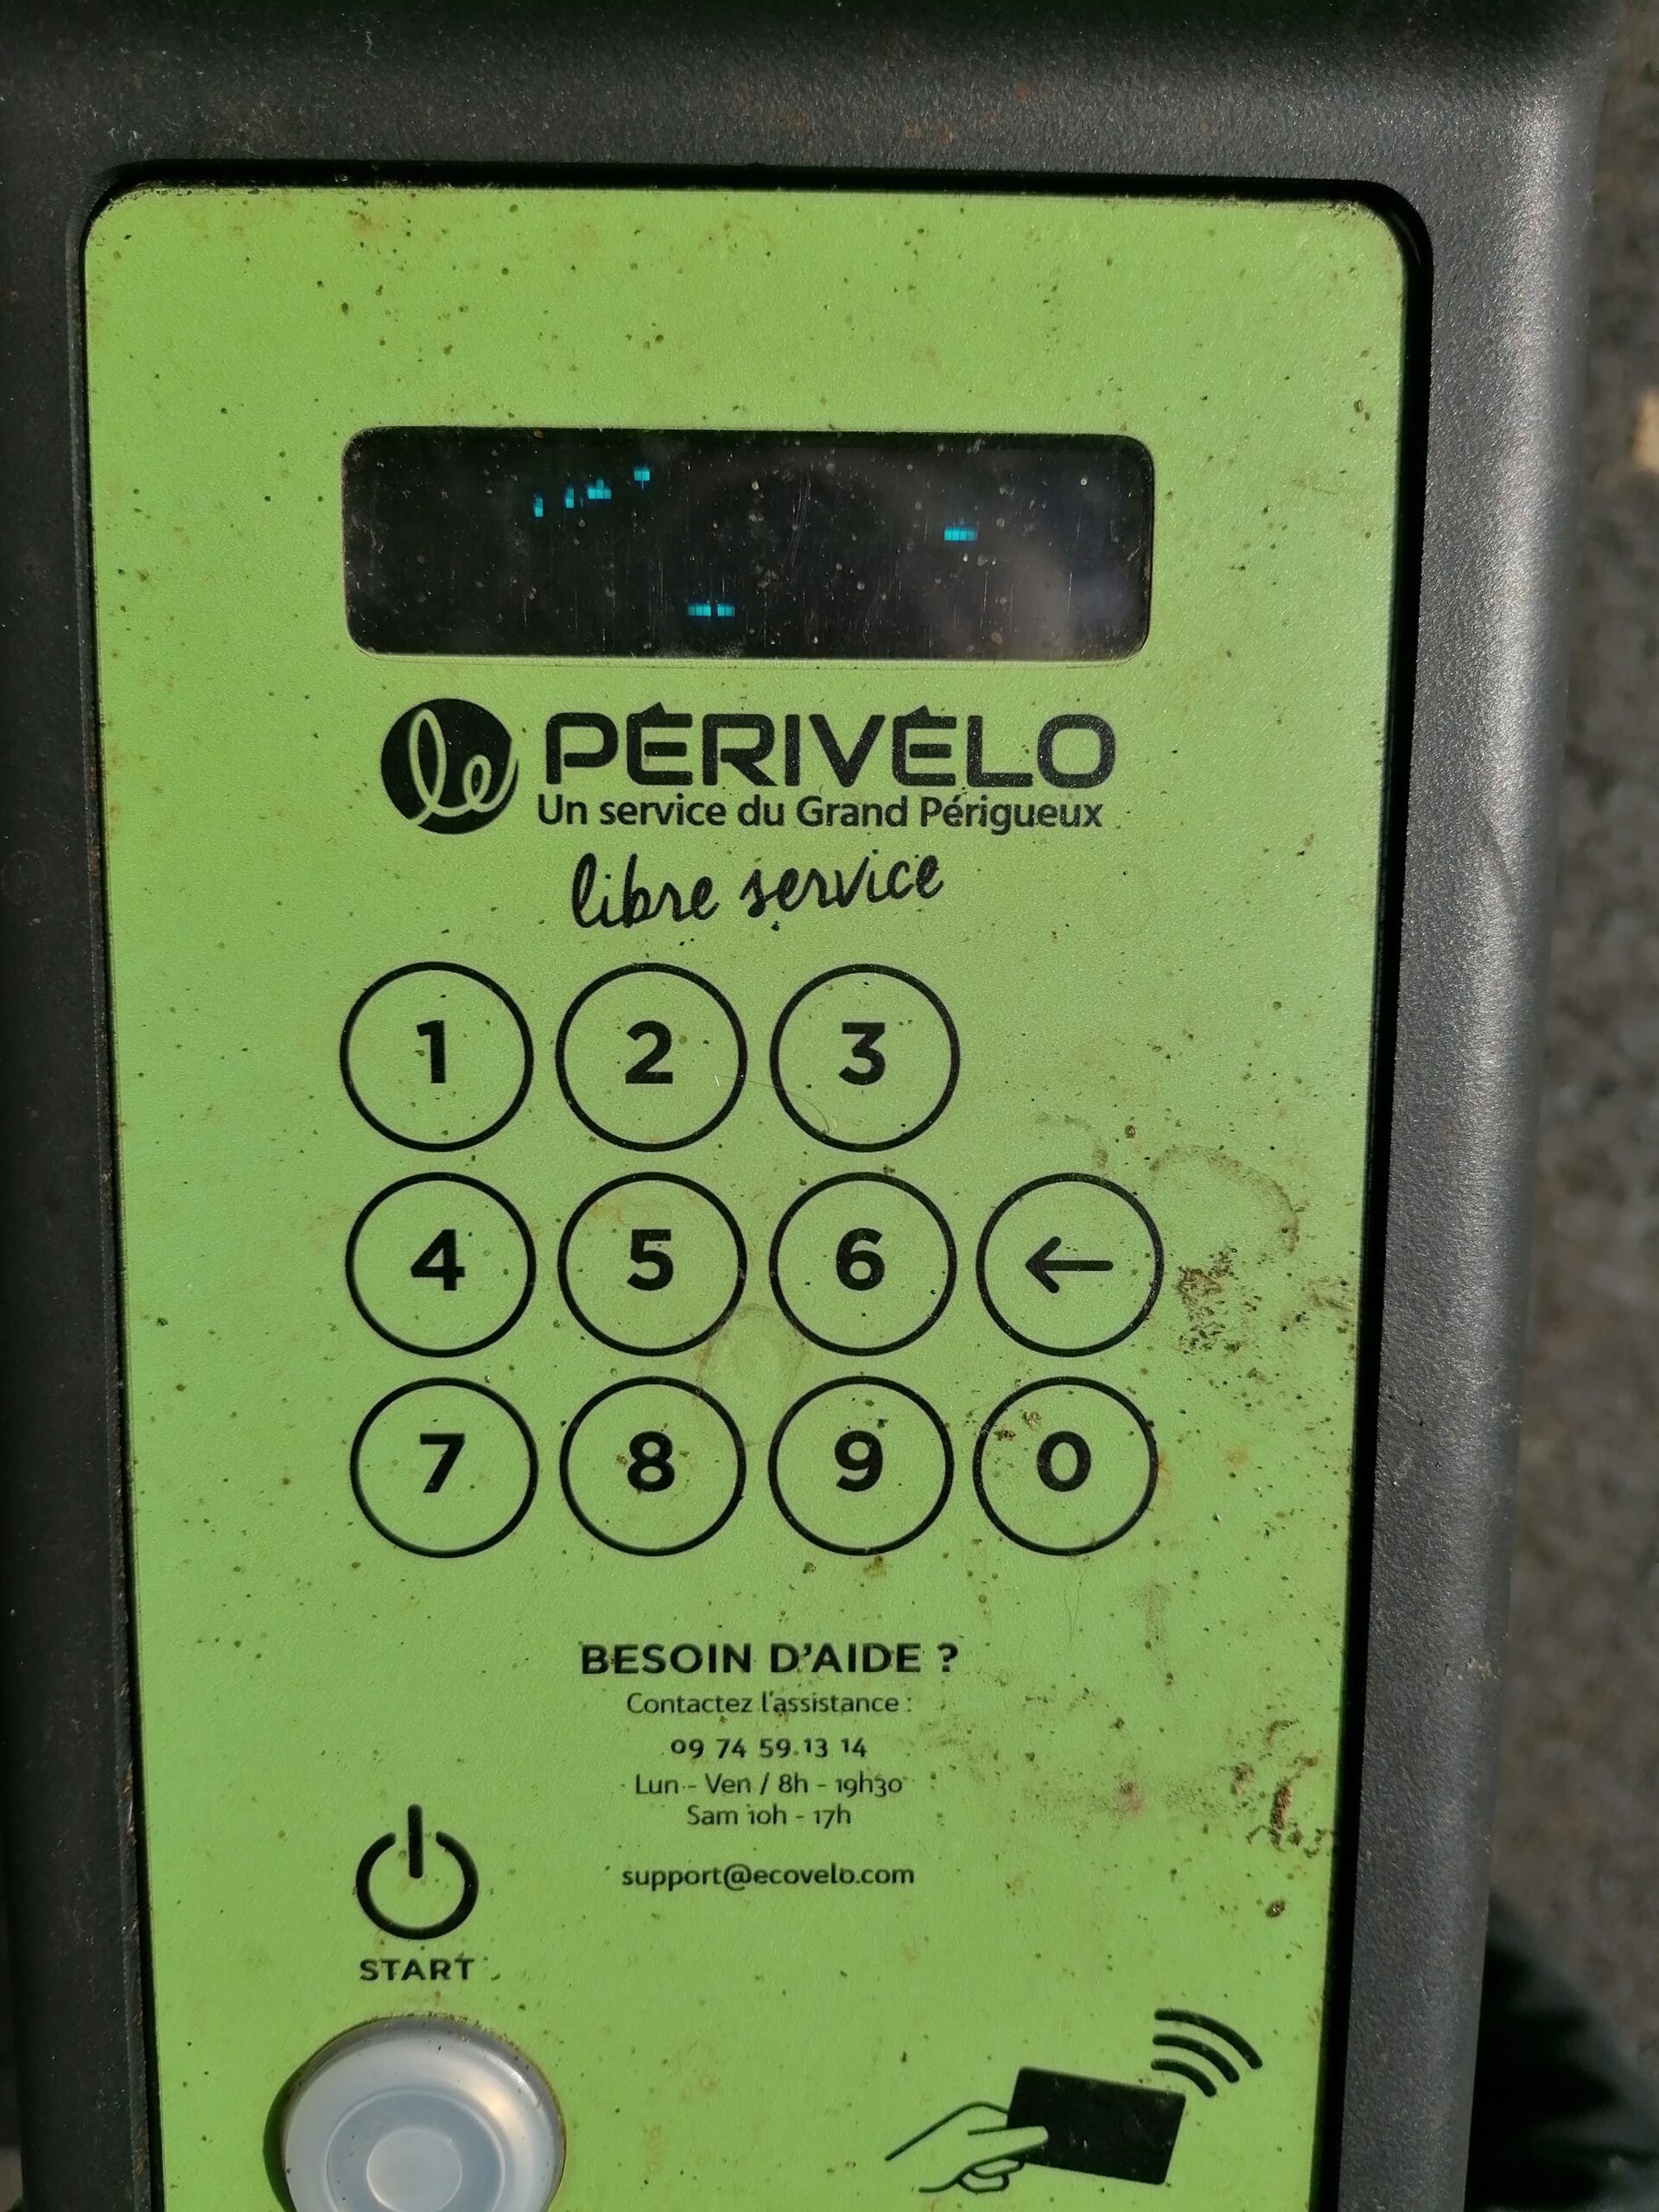 le PÉRIVÉLO
Un service du Grand Périgueux
libre service
1 2 3
4 5 6 ←
7 8 9 0
BESOIN D'AIDE ?
Contactez l'assistance :
09 74 59 13 14
Lun - Ven / 8h - 19h30
Sam 10h - 17h
support@ecovelo.com
START